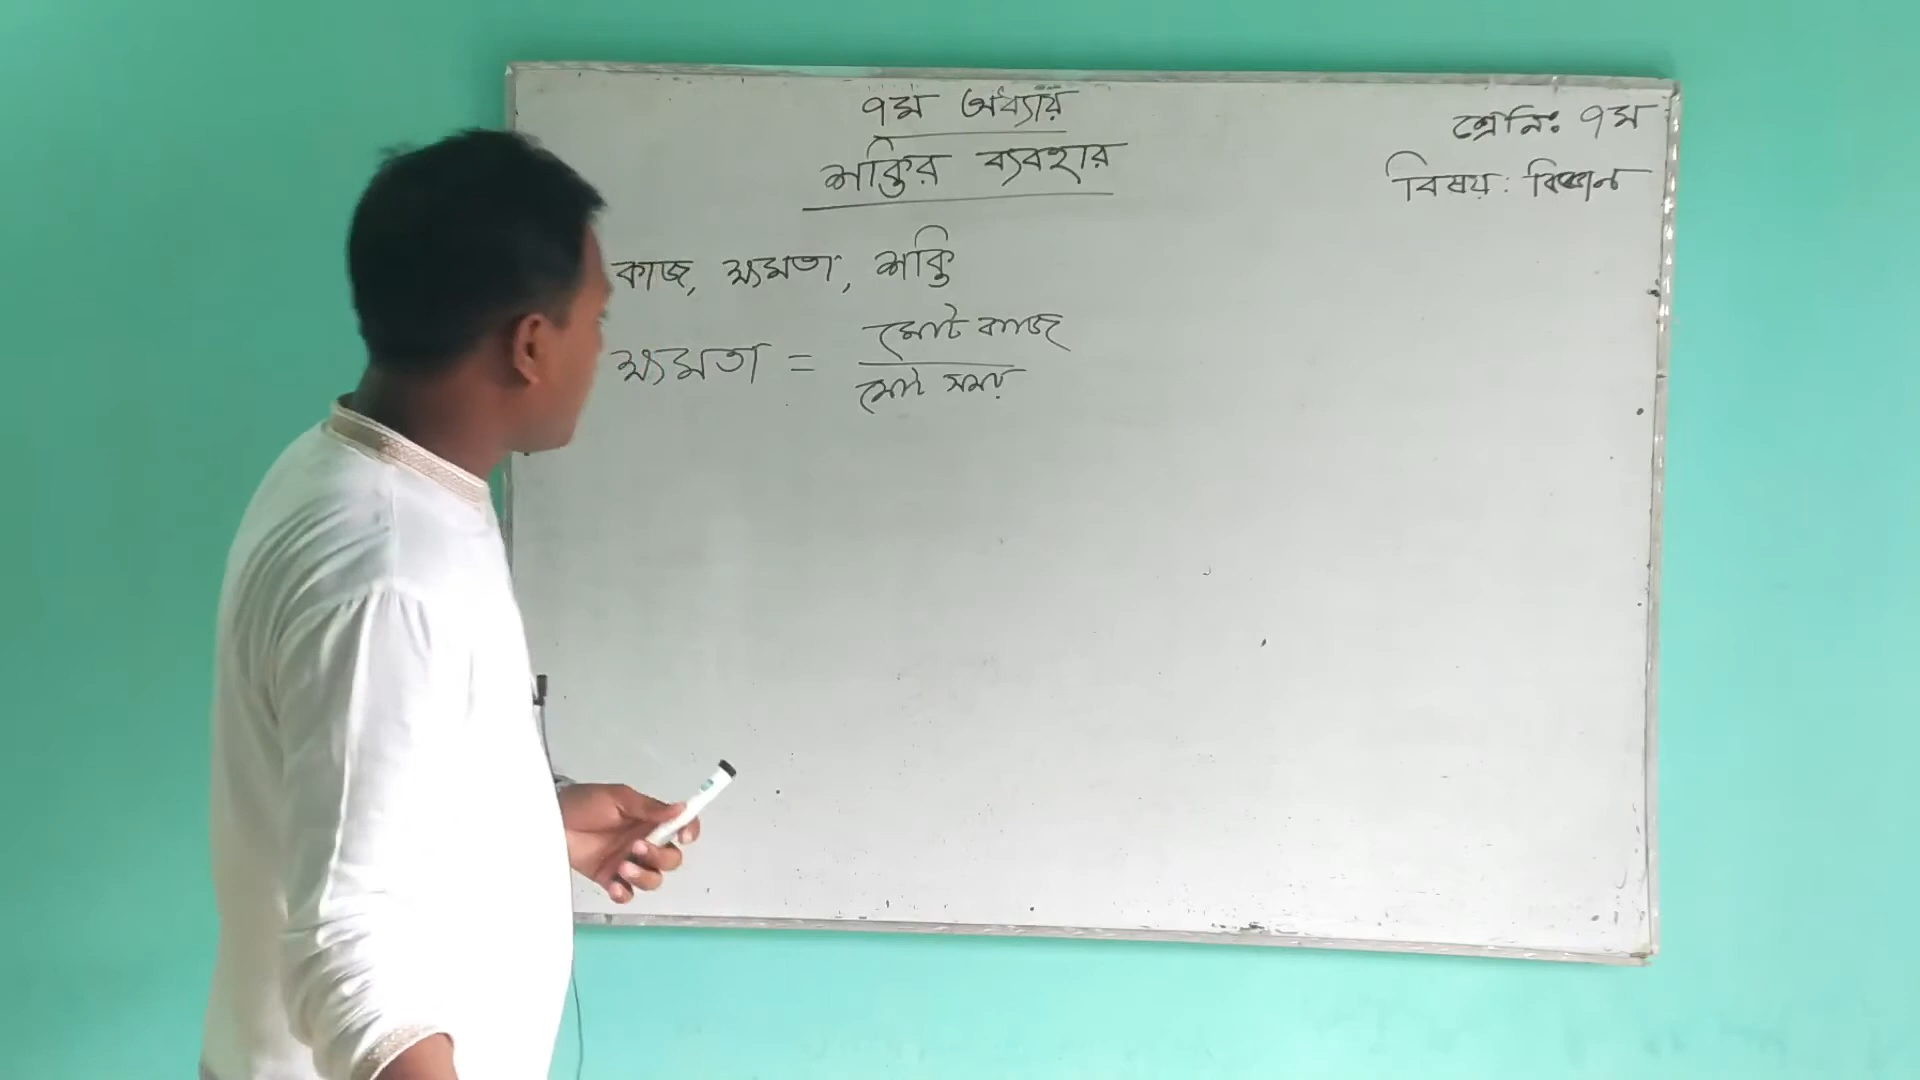 ৭ম অধ্যায়
শক্তির ব্যবহার
শ্রেনিঃ ৭ম
বিষয়: বিজ্ঞান
কাজ, ক্ষমতা, শক্তি
ক্ষমতা = মোট কাজ
মোট সময়